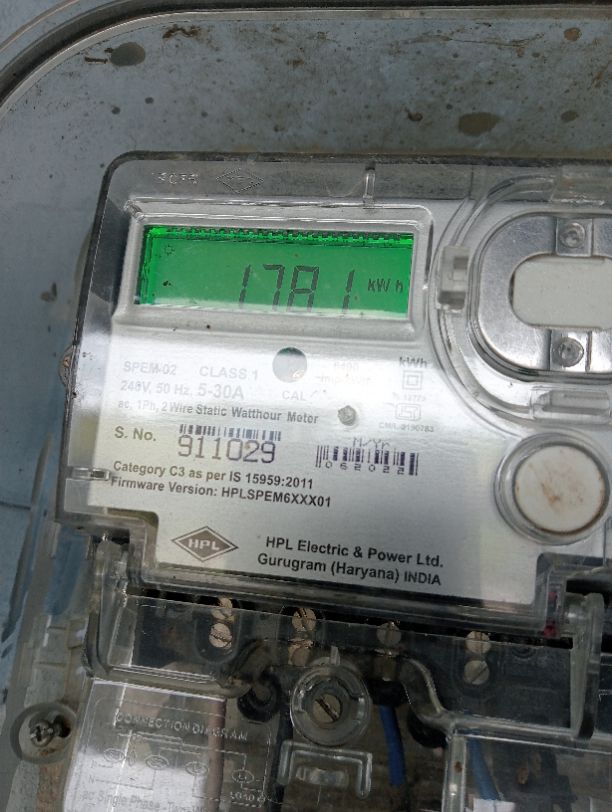 1781 kWh
SPEM-02 CLASS 1
240V, 50 Hz, 5-30A
CAL
kWh
ac, 1Ph, 2 Wire Static Watthour Meter
S. No.
911029
M/Yr
062022
Category C3 as per IS 15959:2011
Firmware Version: HPLSPEM6XXX01
HPL
HPL Electric & Power Ltd.
Gurugram (Haryana) INDIA
CONNECTION DIAGRAM